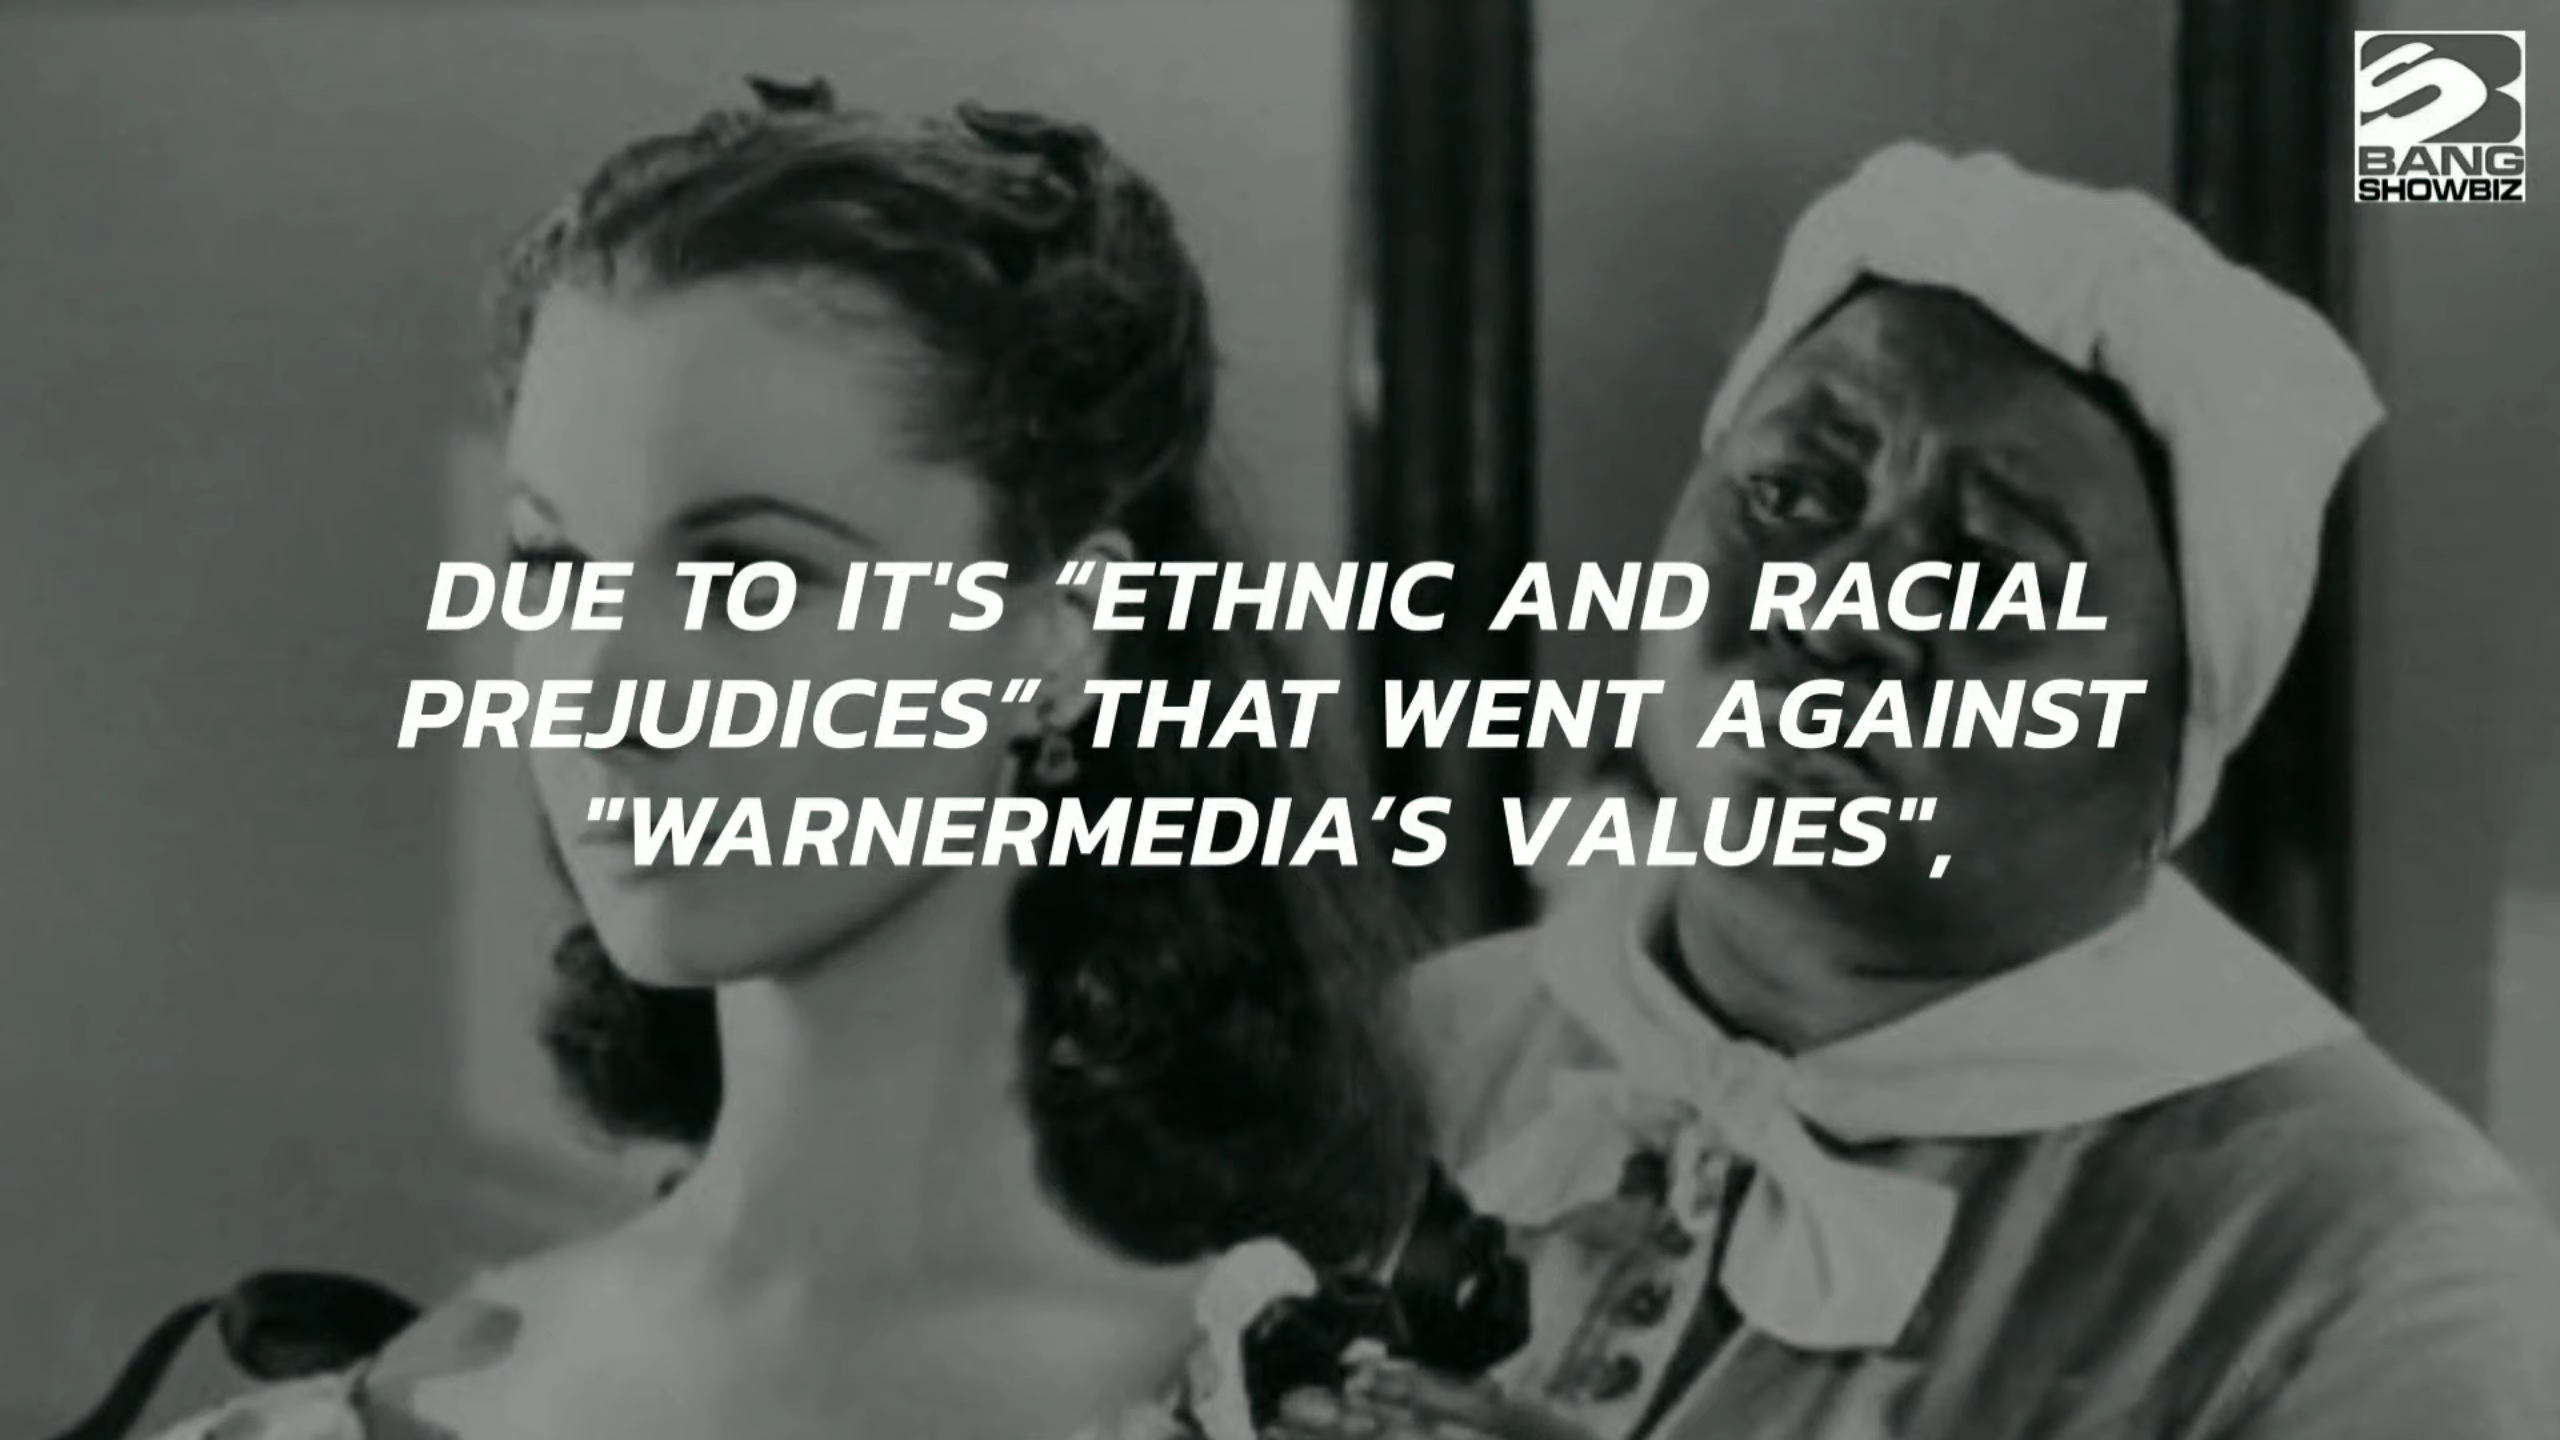 BANG
SHOWBIZ
DUE TO IT'S “ETHNIC AND RACIAL
PREJUDICES” THAT WENT AGAINST
"WARNERMEDIA’S VALUES",